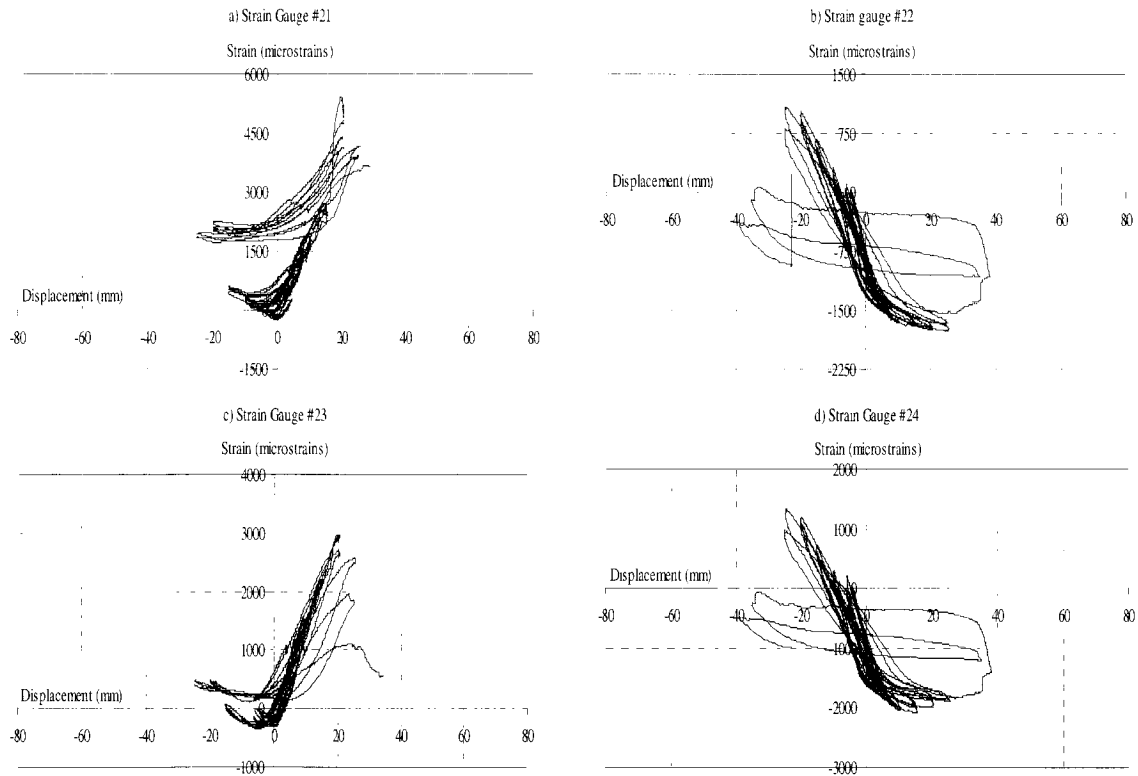 a) Strain Gauge #21
Strain (microstrains)
6000
4500
3000
1500
Displacement (mm)
-80 -60 -40 -20 0 20 40 60 80
-1500
b) Strain gauge #22
Strain (microstrains)
1500
750
Displacement (mm)
-80 -60 -40 -20 0 20 40 60 80
-1500
-2250
c) Strain Gauge #23
Strain (microstrains)
4000
3000
2000
1000
Displacement (mm)
0
-80 -60 -40 -20 0 20 40 60 80
-1000
d) Strain Gauge #24
Strain (microstrains)
2000
1000
Displacement (mm)
0
-80 -60 -40 -20 0 20 40 60 80
-1000
-2000
-3000